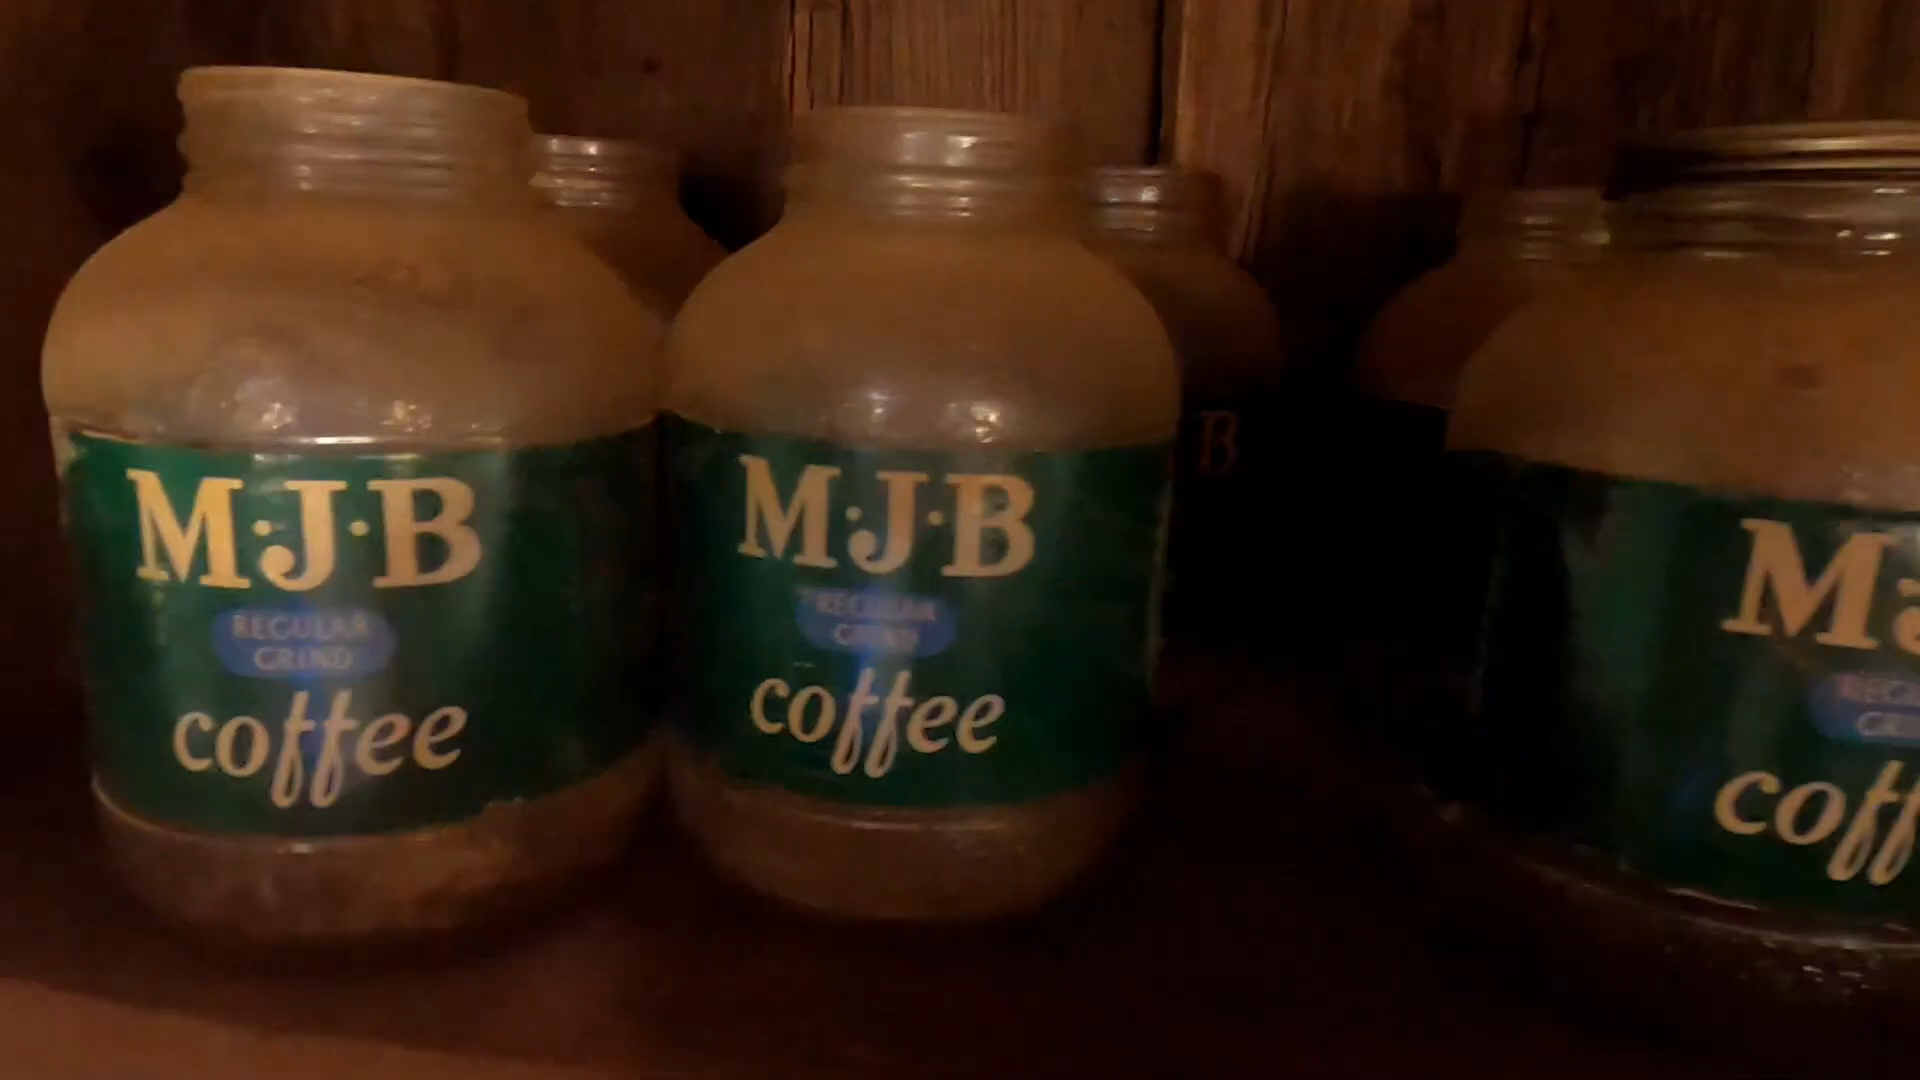 M·J·B
REGULAR
GRIND
coffee
M·J·B
REGULAR
GRIND
coffee
B
M